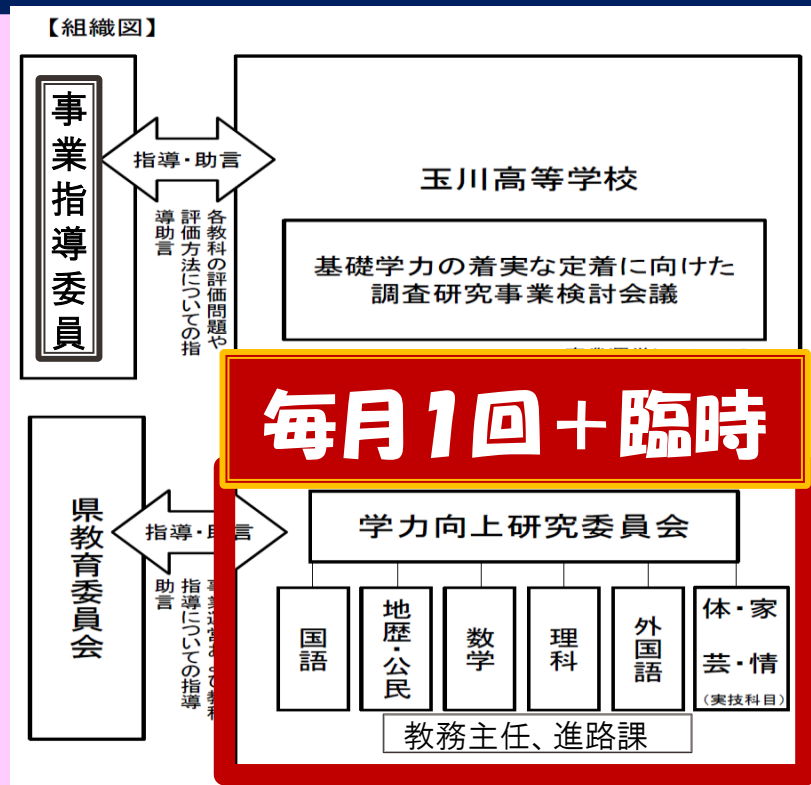 【組織図】
事業指導委員
指導・助言
各教科の評価問題や
評価方法についての指
導助言
玉川高等学校
基礎学力の着実な定着に向けた
調査研究事業検討会議
毎月1回＋臨時
県教育委員会
指導・助言
指導についての指導
助言
学力向上研究委員会
国語
地歴・公民
数学
理科
外国語
体・家
芸・情
(実技科目)
教務主任、進路課